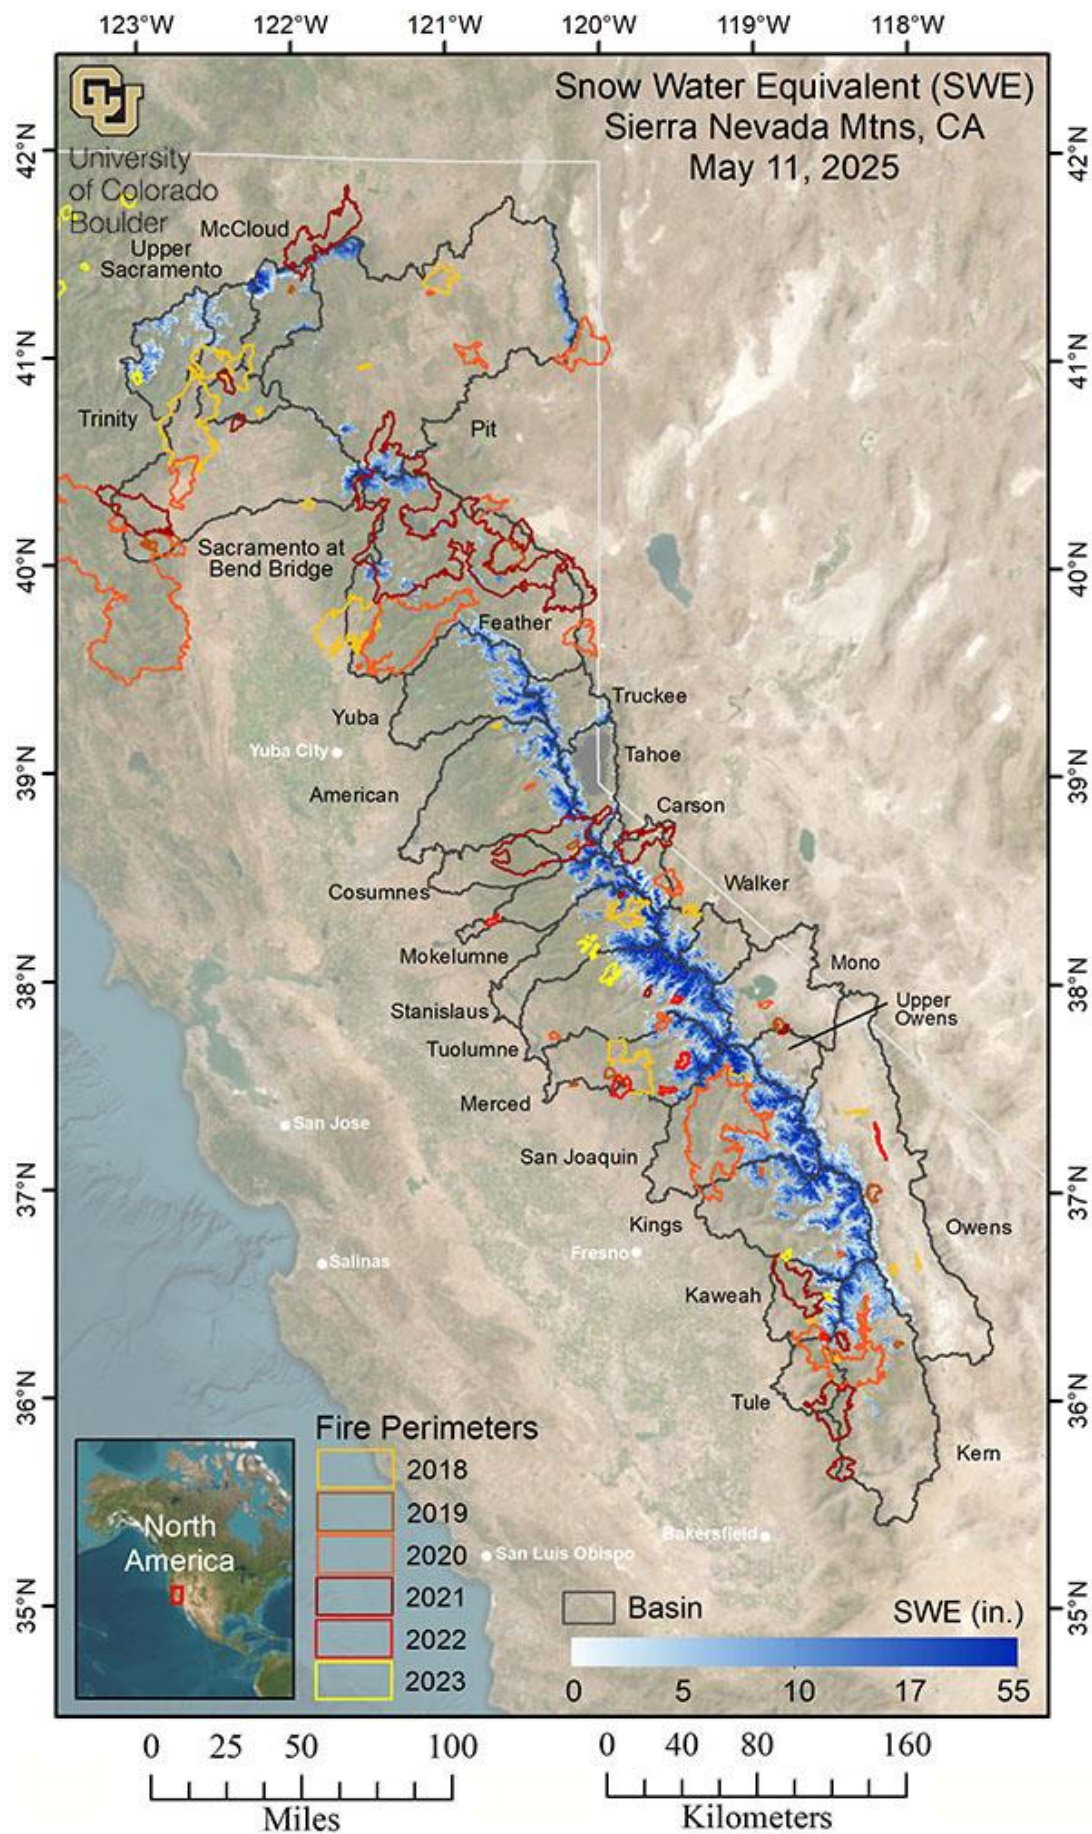 123°W 122°W 121°W 120°W 119°W 118°W
Snow Water Equivalent (SWE)
Sierra Nevada Mtns, CA
May 11, 2025
CU
University
of Colorado
Boulder
42°N
42°N
McCloud
Upper
Sacramento
41°N
41°N
Trinity
Pit
40°N
40°N
Sacramento at
Bend Bridge
Feather
Truckee
Yuba
Yuba City
Tahoe
39°N
39°N
American
Carson
Walker
Cosumnes
Mokelumne
Mono
38°N
38°N
Stanislaus
Upper
Owens
Tuolumne
Merced
San Jose
San Joaquin
37°N
37°N
Kings
Owens
Fresno
Salinas
Kaweah
36°N
36°N
Tule
Kern
Fire Perimeters
2018
2019
2020
2021
2022
2023
North
America
Bakersfield
San Luis Obispo
35°N
35°N
Basin
SWE (in.)
0 5 10 17 55
0 25 50 100
Miles
0 40 80 160
Kilometers